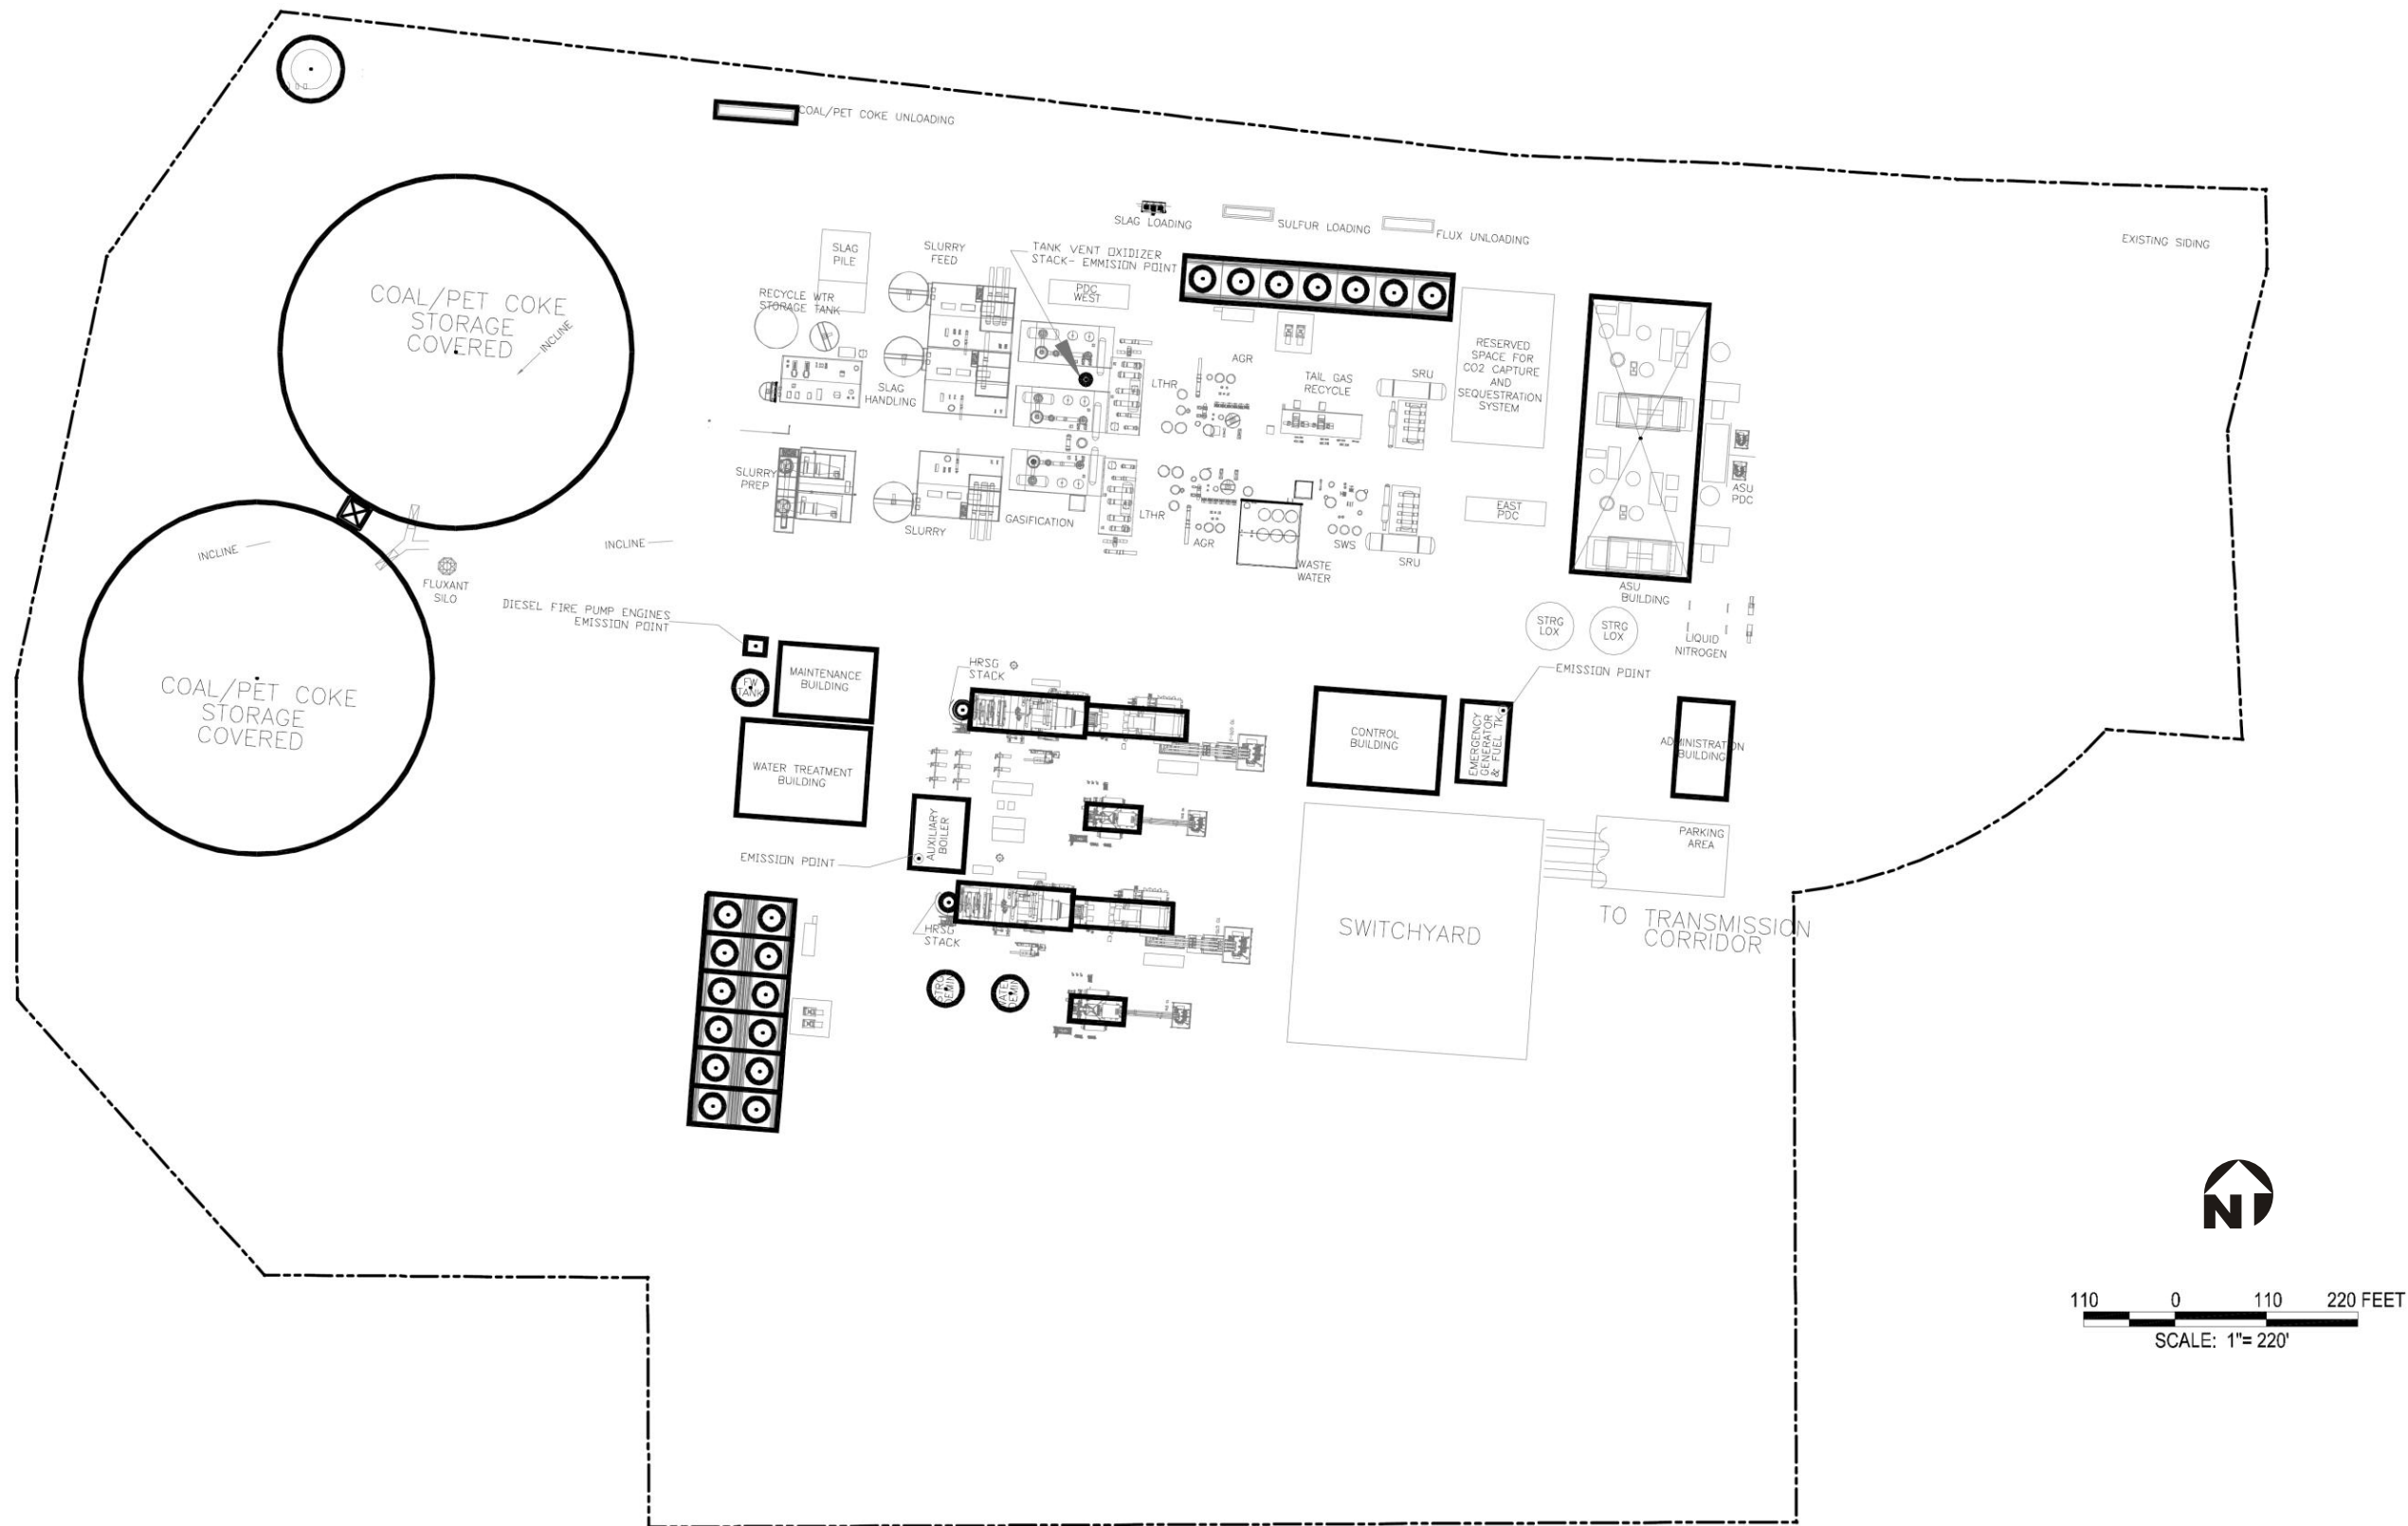 COAL/PET COKE UNLOADING
SLAG LOADING
SULFUR LOADING
FLUX UNLOADING
EXISTING SIDING
SLAG
PILE
SLURRY
FEED
TANK VENT OXIDIZER
STACK- EMMISION POINT
PDC
WEST
RECYCLE WTR
STORAGE TANK
COAL/PET COKE
STORAGE
COVERED
INCLINE
AGR
RESERVED
SPACE FOR
CO2 CAPTURE
AND
SEQUESTRATION
SYSTEM
SLAG
HANDLING
LTHR
TAIL GAS
RECYCLE
SRU
SLURRY
PREP
ASU
PDC
SLURRY
GASIFICATION
LTHR
AGR
SWS
SRU
EAST
PDC
WASTE
WATER
INCLINE
INCLINE
FLUXANT
SILO
ASU
BUILDING
DIESEL FIRE PUMP ENGINES
EMISSION POINT
STRG
LOX
STRG
LOX
LIQUID
NITROGEN
HRSG
STACK
EMISSION POINT
MAINTENANCE
BUILDING
FW
TANK
COAL/PET COKE
STORAGE
COVERED
CONTROL
BUILDING
EMERGENCY
GENERATOR
& FUEL TK
ADMINISTRATION
BUILDING
WATER TREATMENT
BUILDING
AUXILIARY
BOILER
EMISSION POINT
PARKING
AREA
HRSG
STACK
SWITCHYARD
TO TRANSMISSION
CORRIDOR
STRG
DEMIN
WATER
DEMIN
N
110 0 110 220 FEET
SCALE: 1"= 220'